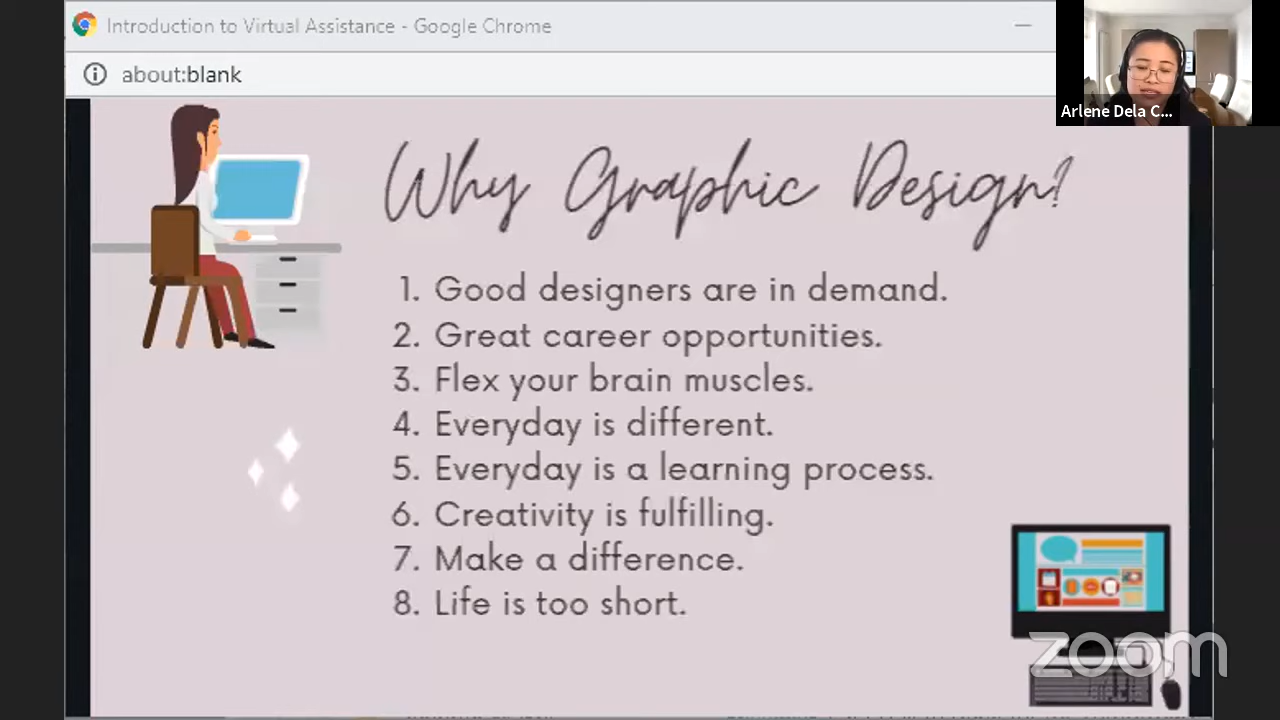 Introduction to Virtual Assistance - Google Chrome
about:blank
Arlene Dela C...
Why Graphic Design?
1. Good designers are in demand.
2. Great career opportunities.
3. Flex your brain muscles.
4. Everyday is different.
5. Everyday is a learning process.
6. Creativity is fulfilling.
7. Make a difference.
8. Life is too short.
zoom